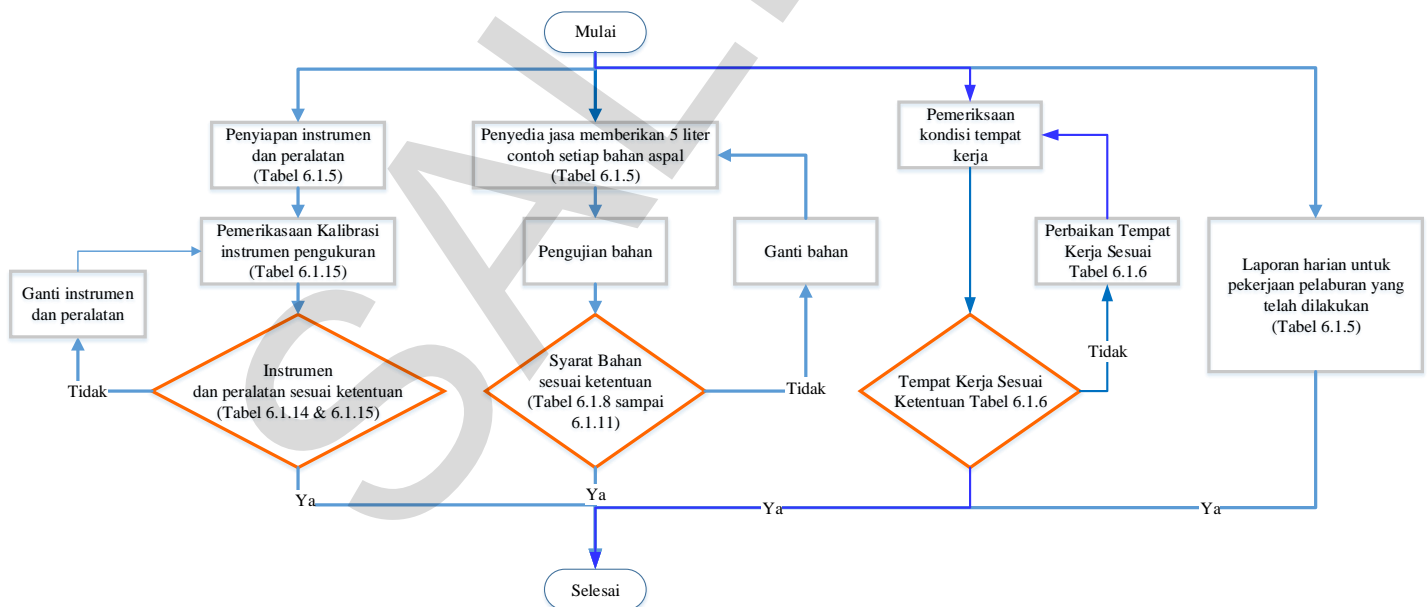 Mulai
Penyiapan instrumen
dan peralatan
(Tabel 6.1.5)
Pemerikasaan Kalibrasi
instrumen pengukuran
(Tabel 6.1.15)
Ganti instrumen
dan peralatan
Tidak
Instrumen
dan peralatan sesuai ketentuan
(Tabel 6.1.14 & 6.1.15)
Ya
Penyedia jasa memberikan 5 liter
contoh setiap bahan aspal
(Tabel 6.1.5)
Pengujian bahan
Ganti bahan
Syarat Bahan
sesuai ketentuan
(Tabel 6.1.8 sampai
6.1.11)
Tidak
Ya
Pemeriksaan
kondisi tempat
kerja
Perbaikan Tempat
Kerja Sesuai
Tabel 6.1.6
Tidak
Tempat Kerja Sesuai
Ketentuan Tabel 6.1.6
Ya
Laporan harian untuk
pekerjaan pelaburan yang
telah dilakukan
(Tabel 6.1.5)
Ya
Selesai